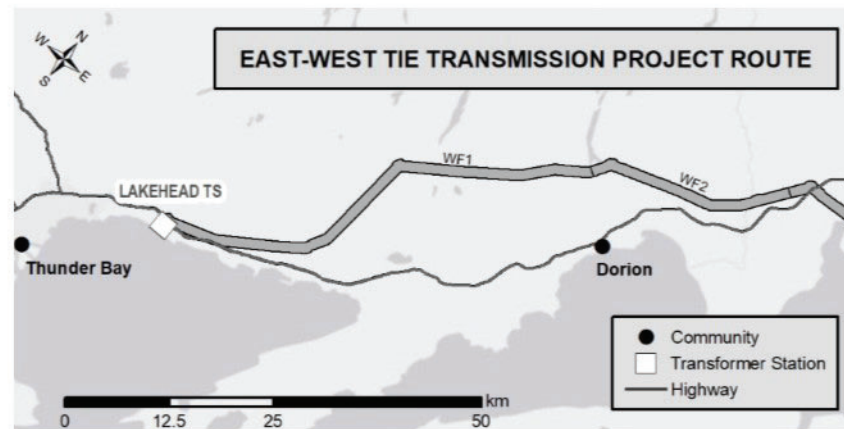 N
W
E
S
EAST-WEST TIE TRANSMISSION PROJECT ROUTE
WF1
WF2
LAKEHEAD TS
Thunder Bay
Dorion
Community
Transformer Station
Highway
km
0 12.5 25 50